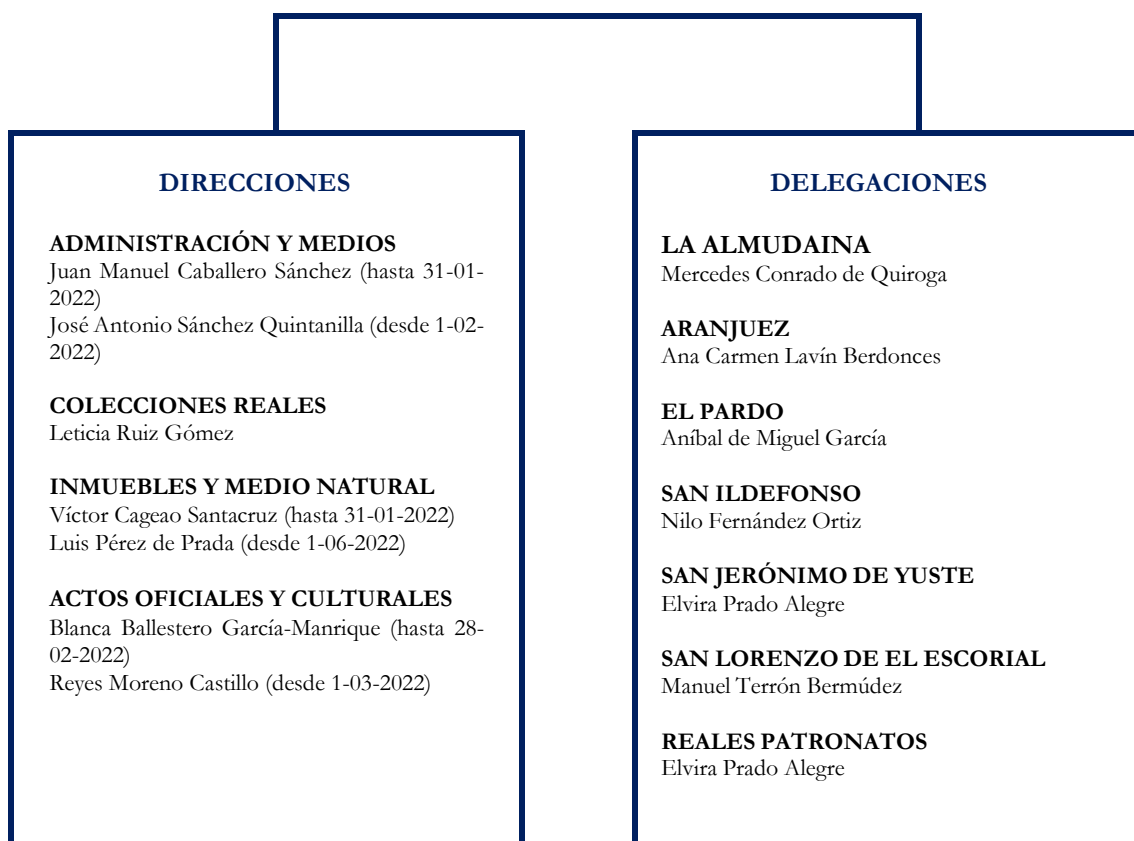 DIRECCIONES
ADMINISTRACIÓN Y MEDIOS
Juan Manuel Caballero Sánchez (hasta 31-01-
2022)
José Antonio Sánchez Quintanilla (desde 1-02-
2022)
COLECCIONES REALES
Leticia Ruiz Gómez
INMUEBLES Y MEDIO NATURAL
Víctor Cageao Santacruz (hasta 31-01-2022)
Luis Pérez de Prada (desde 1-06-2022)
ACTOS OFICIALES Y CULTURALES
Blanca Ballestero García-Manrique (hasta 28-
02-2022)
Reyes Moreno Castillo (desde 1-03-2022)
DELEGACIONES
LA ALMUDAINA
Mercedes Conrado de Quiroga
ARANJUEZ
Ana Carmen Lavín Berdonces
EL PARDO
Aníbal de Miguel García
SAN ILDEFONSO
Nilo Fernández Ortiz
SAN JERÓNIMO DE YUSTE
Elvira Prado Alegre
SAN LORENZO DE EL ESCORIAL
Manuel Terrón Bermúdez
REALES PATRONATOS
Elvira Prado Alegre